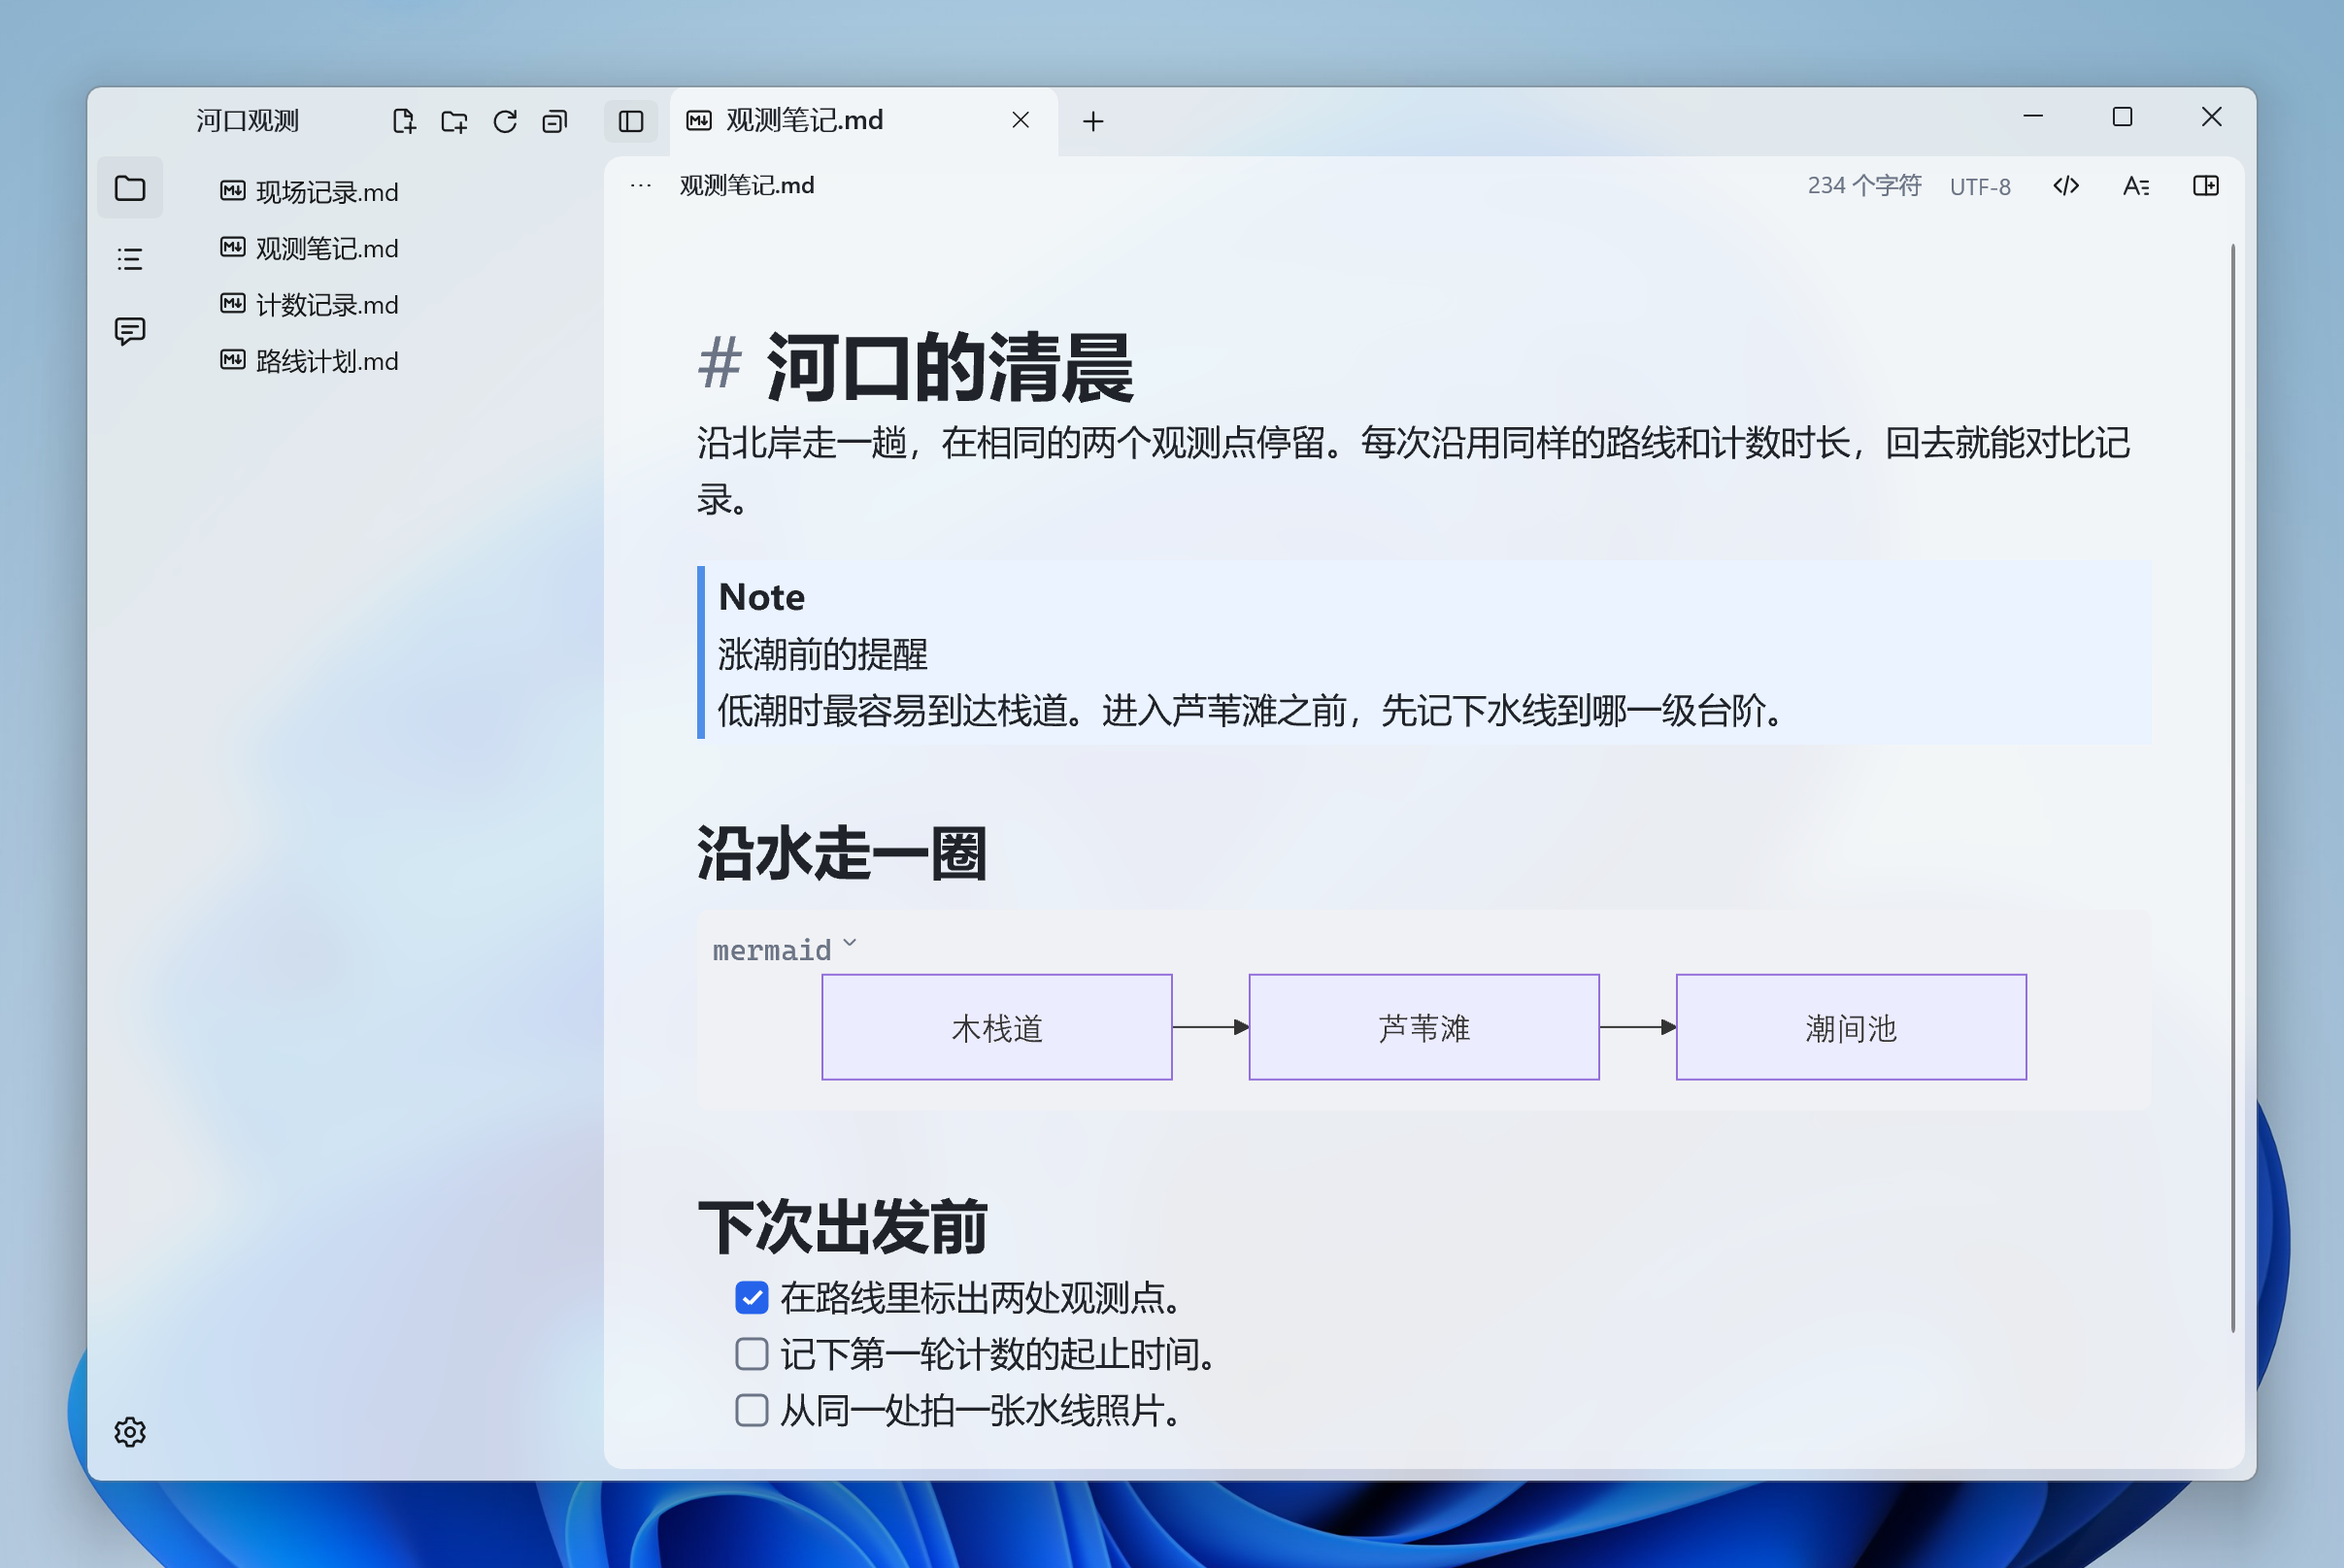 河口观测
观测笔记.md
现场记录.md
观测笔记.md
计数记录.md
路线计划.md
观测笔记.md
234 个字符
UTF-8
# 河口的清晨
沿北岸走一趟，在相同的两个观测点停留。每次沿用同样的路线和计数时长，回去就能对比记
录。
Note
涨潮前的提醒
低潮时最容易到达栈道。进入芦苇滩之前，先记下水线到哪一级台阶。
沿水走一圈
mermaid
木栈道
芦苇滩
潮间池
下次出发前
在路线里标出两处观测点。
记下第一轮计数的起止时间。
从同一处拍一张水线照片。